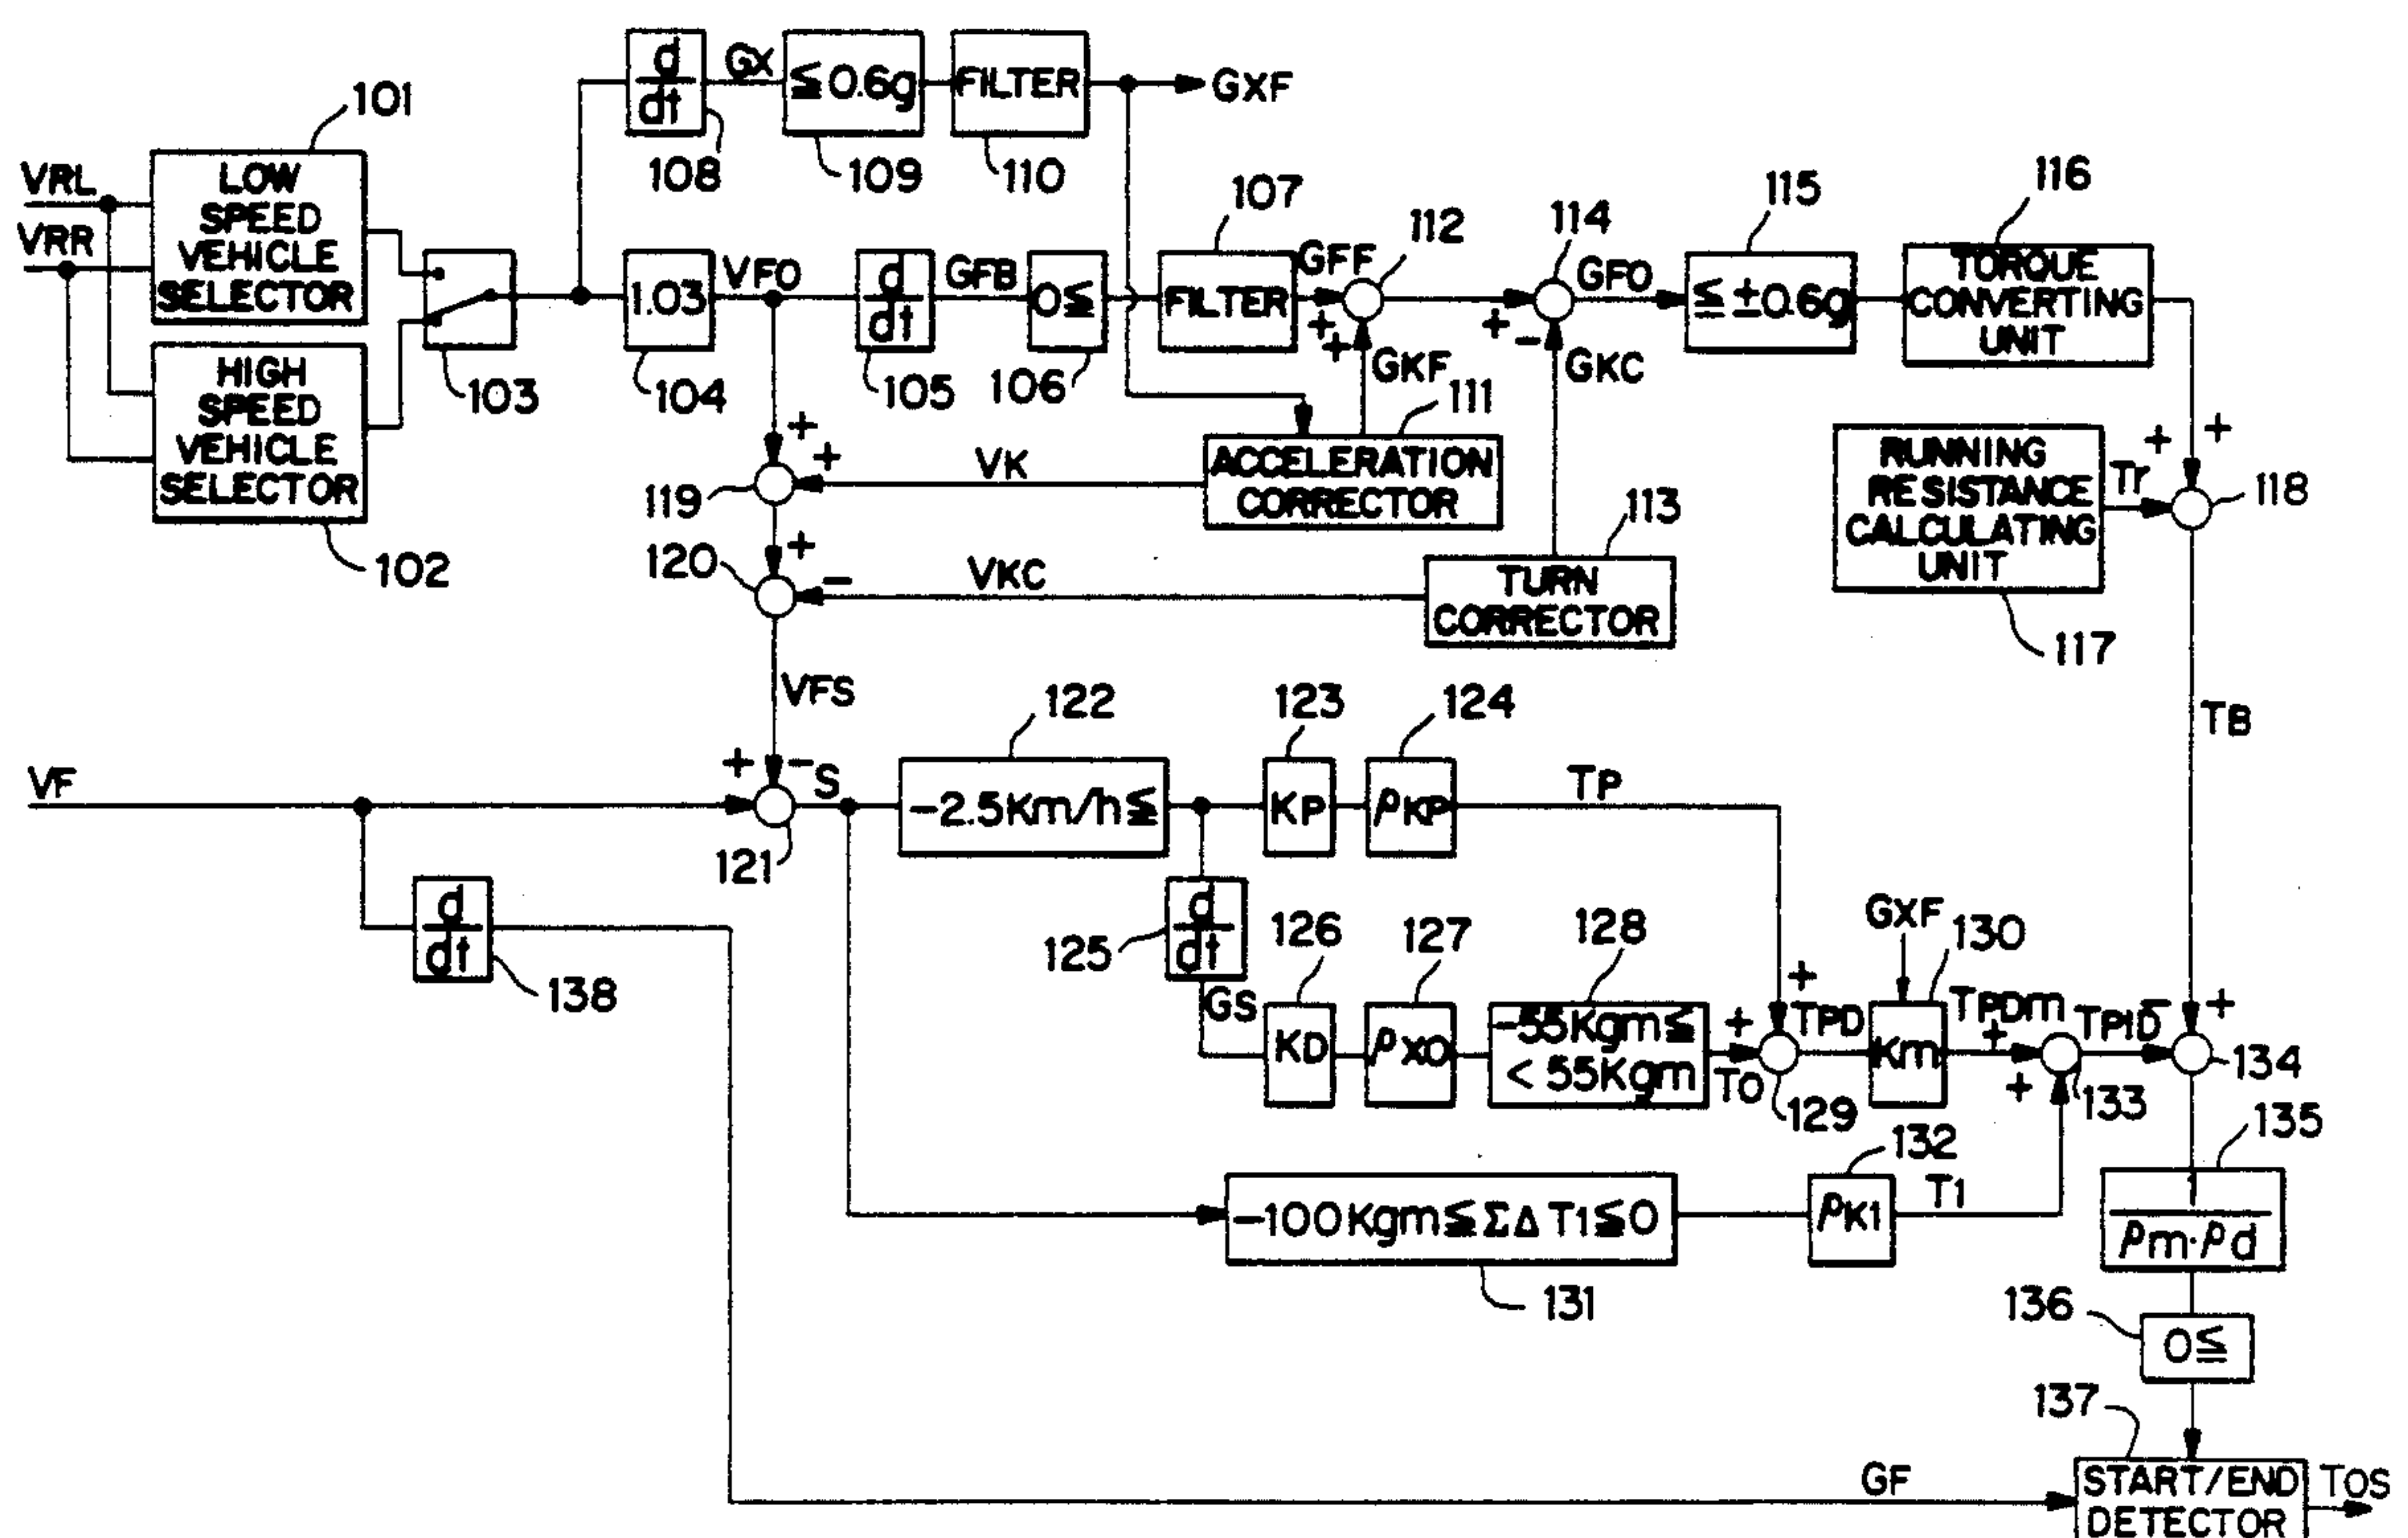 d
dt
GX
≦ 0.6g
FILTER
GXF
101
108
109
110
VRL
VRR
LOW
SPEED
VEHICLE
SELECTOR
HIGH
SPEED
VEHICLE
SELECTOR
102
103
1.03
104
VFO
d
dt
105
GFB
0≦
106
107
FILTER
GFF
112
+
+
GKF
111
114
+
-
GKC
GFO
115
≦ ±0.6g
116
TORQUE
CONVERTING
UNIT
+
+
RUNNING
RESISTANCE
CALCULATING
UNIT
Tr
118
117
+
+
119
VK
ACCELERATION
CORRECTOR
113
+
-
120
VKC
TURN
CORRECTOR
VFS
TB
VF
+
-
S
121
122
-2.5Km/h≦
123
KP
124
ρKP
TP
d
dt
138
125
d
dt
GS
126
KD
127
ρXO
128
-55Kgm≦
< 55Kgm
+
+
TO
129
TPD
GXF
130
Km
TPDm
+
+
133
TPID
-
+
134
131
-100Kgm≦ΣΔT1≦0
132
ρK1
T1
135
1
ρm·ρd
136
0≦
137
GF
START/END
DETECTOR
TOS